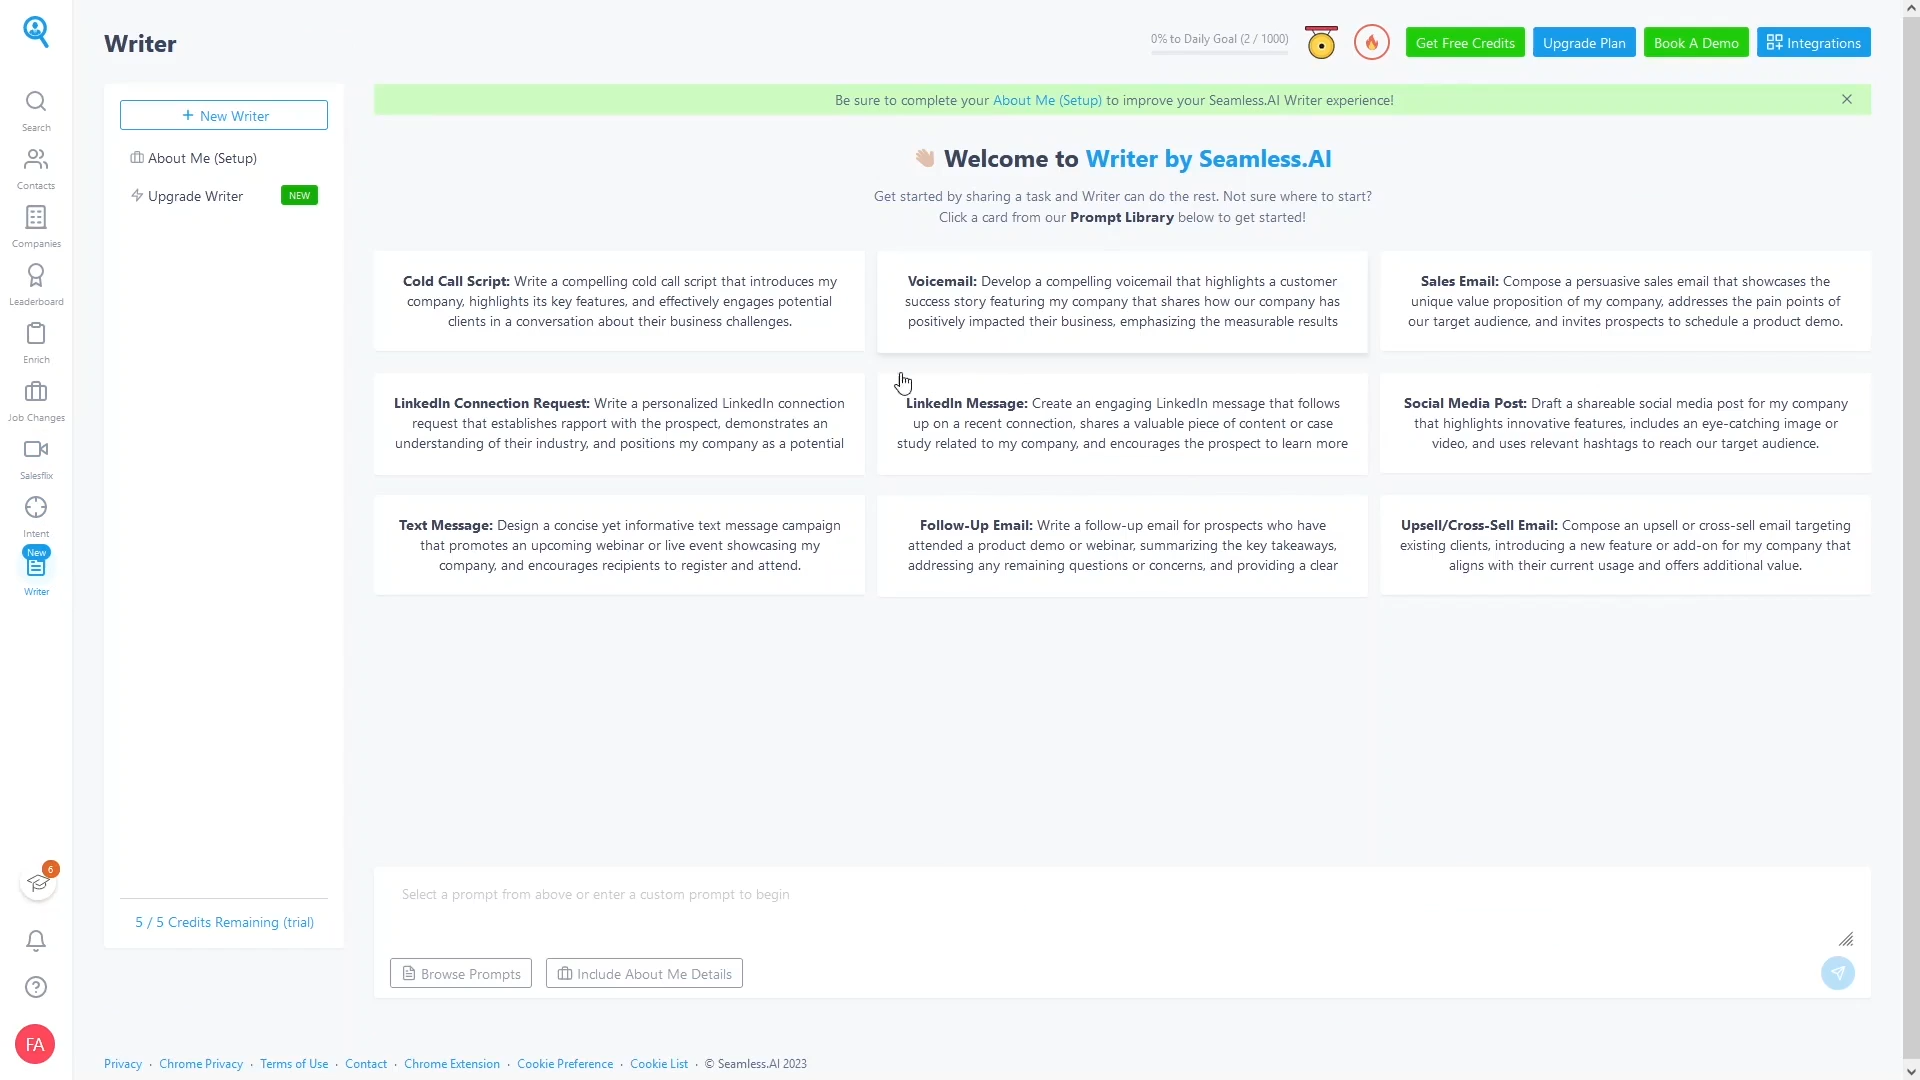 Writer
0% to Daily Goal (2 / 1000)
Get Free Credits
Upgrade Plan
Book A Demo
Integrations
Search
Contacts
Companies
Leaderboard
Enrich
Job Changes
Salesflix
Intent
New
Writer
6
FA
+ New Writer
About Me (Setup)
Upgrade Writer NEW
5 / 5 Credits Remaining (trial)
Be sure to complete your About Me (Setup) to improve your Seamless.AI Writer experience!
Welcome to Writer by Seamless.AI
Get started by sharing a task and Writer can do the rest. Not sure where to start?
Click a card from our Prompt Library below to get started!
Cold Call Script: Write a compelling cold call script that introduces my
company, highlights its key features, and effectively engages potential
clients in a conversation about their business challenges.
Voicemail: Develop a compelling voicemail that highlights a customer
success story featuring my company that shares how our company has
positively impacted their business, emphasizing the measurable results
Sales Email: Compose a persuasive sales email that showcases the
unique value proposition of my company, addresses the pain points of
our target audience, and invites prospects to schedule a product demo.
LinkedIn Connection Request: Write a personalized LinkedIn connection
request that establishes rapport with the prospect, demonstrates an
understanding of their industry, and positions my company as a potential
LinkedIn Message: Create an engaging LinkedIn message that follows
up on a recent connection, shares a valuable piece of content or case
study related to my company, and encourages the prospect to learn more
Social Media Post: Draft a shareable social media post for my company
that highlights innovative features, includes an eye-catching image or
video, and uses relevant hashtags to reach our target audience.
Text Message: Design a concise yet informative text message campaign
that promotes an upcoming webinar or live event showcasing my
company, and encourages recipients to register and attend.
Follow-Up Email: Write a follow-up email for prospects who have
attended a product demo or webinar, summarizing the key takeaways,
addressing any remaining questions or concerns, and providing a clear
Upsell/Cross-Sell Email: Compose an upsell or cross-sell email targeting
existing clients, introducing a new feature or add-on for my company that
aligns with their current usage and offers additional value.
Select a prompt from above or enter a custom prompt to begin
Browse Prompts
Include About Me Details
Privacy · Chrome Privacy · Terms of Use · Contact · Chrome Extension · Cookie Preference · Cookie List · © Seamless.AI 2023